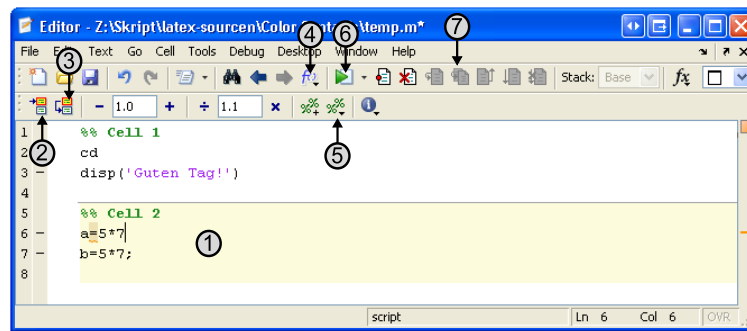 Editor - Z:\Skript\latex-sourcen\Color Contact\temp.m*
File Edit Text Go Cell Tools Debug Desktop Window Help
③ ④ ⑥ ⑦
Stack: Base fx
− 1.0 + ÷ 1.1 ×
② ⑤
1 %% Cell 1
2 cd
3 – disp('Guten Tag!')
4
5 %% Cell 2
6 – a=5*7
①
7 – b=5*7;
8
script Ln 6 Col 6 OVR